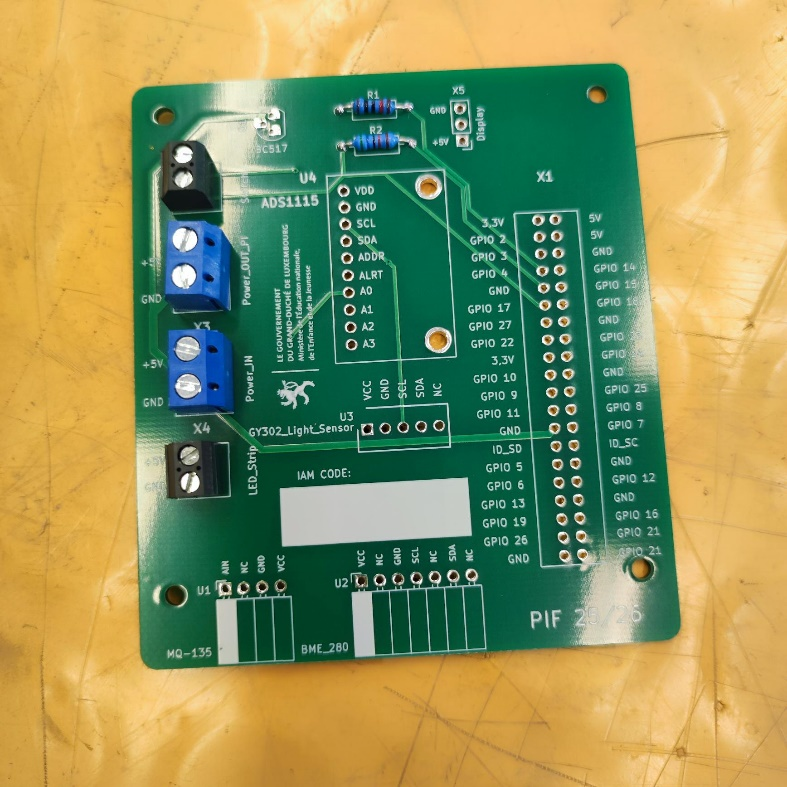 R1
X5
GND
Display
+5V
R2
BC517
U4
ADS1115
VDD
GND
SCL
SDA
ADDR
ALRT
A0
A1
A2
A3
X1
3,3V
GPIO 2
GPIO 3
GPIO 4
GND
GPIO 17
GPIO 27
GPIO 22
3.3V
GPIO 10
GPIO 9
GPIO 11
GND
ID_SD
GPIO 5
GPIO 6
GPIO 13
GPIO 19
GPIO 26
GND
5V
5V
GND
GPIO 14
GPIO 15
GPIO 18
GND
GPIO
GPIO
GND
GPIO 25
GPIO 8
GPIO 7
ID_SC
GND
GPIO 12
GND
GPIO 16
GPIO 21
GPIO 21
Power_OUT_PI
GND
X3
+5V
Power_IN
GND
X4
LED_Strip
LE GOUVERNEMENT
DU GRAND-DUCHÉ DE LUXEMBOURG
Ministère de l'Éducation nationale,
de l'Enfance et de la Jeunesse
VCC
GND
SCL
SDA
NC
U3
GY302_Light_Sensor
IAM CODE:
AIN
NC
GND
VCC
U1
MQ-135
VCC
NC
GND
SCL
NC
SDA
NC
U2
BME_280
PIF 25/26